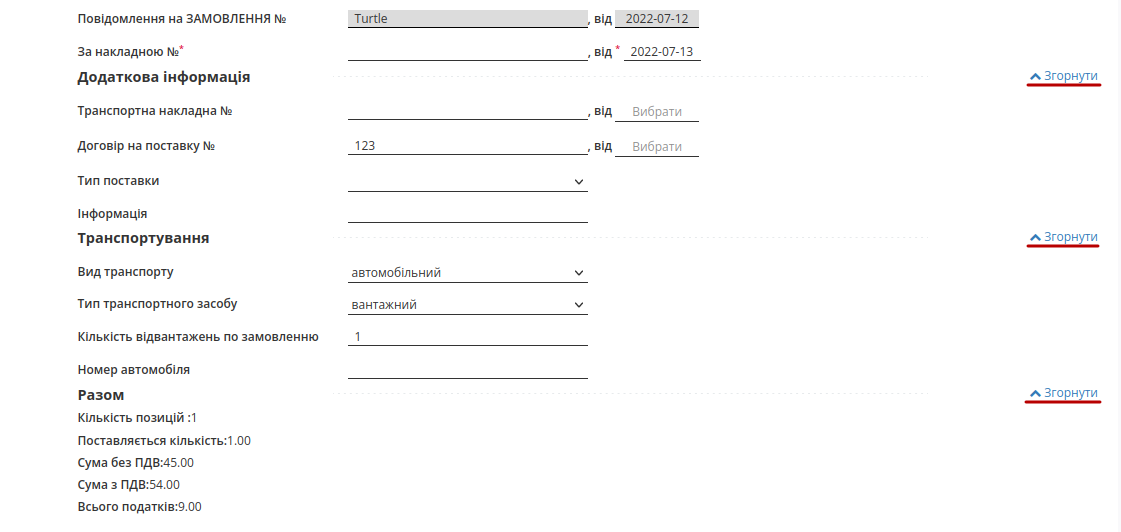 Повідомлення на ЗАМОВЛЕННЯ № Turtle , від 2022-07-12
За накладною №* , від * 2022-07-13
Додаткова інформація Згорнути
Транспортна накладна № , від Вибрати
Договір на поставку № 123 , від Вибрати
Тип поставки
Інформація
Транспортування Згорнути
Вид транспорту автомобільний
Тип транспортного засобу вантажний
Кількість відвантажень по замовленню 1
Номер автомобіля
Разом Згорнути
Кількість позицій :1
Поставляється кількість:1.00
Сума без ПДВ:45.00
Сума з ПДВ:54.00
Всього податків:9.00